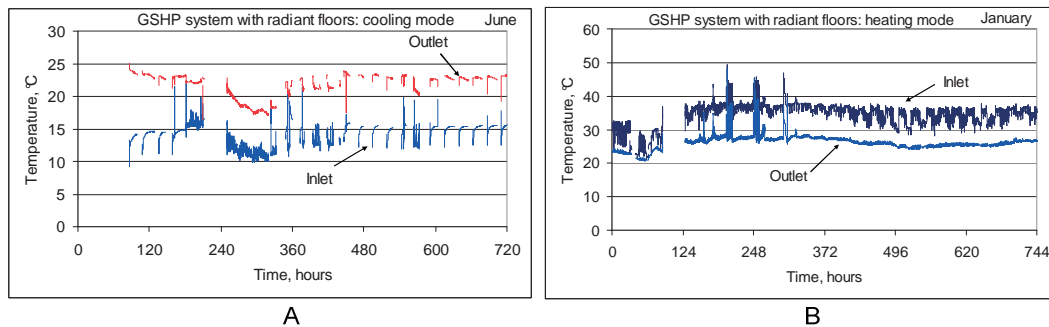 GSHP system with radiant floors: cooling mode June
30
25
20
15
10
5
0
Temperature, °C
Outlet
Inlet
0 120 240 360 480 600 720
Time, hours
A
GSHP system with radiant floors: heating mode January
60
50
40
30
20
10
0
Temperature, °C
Inlet
Outlet
0 124 248 372 496 620 744
Time, hours
B